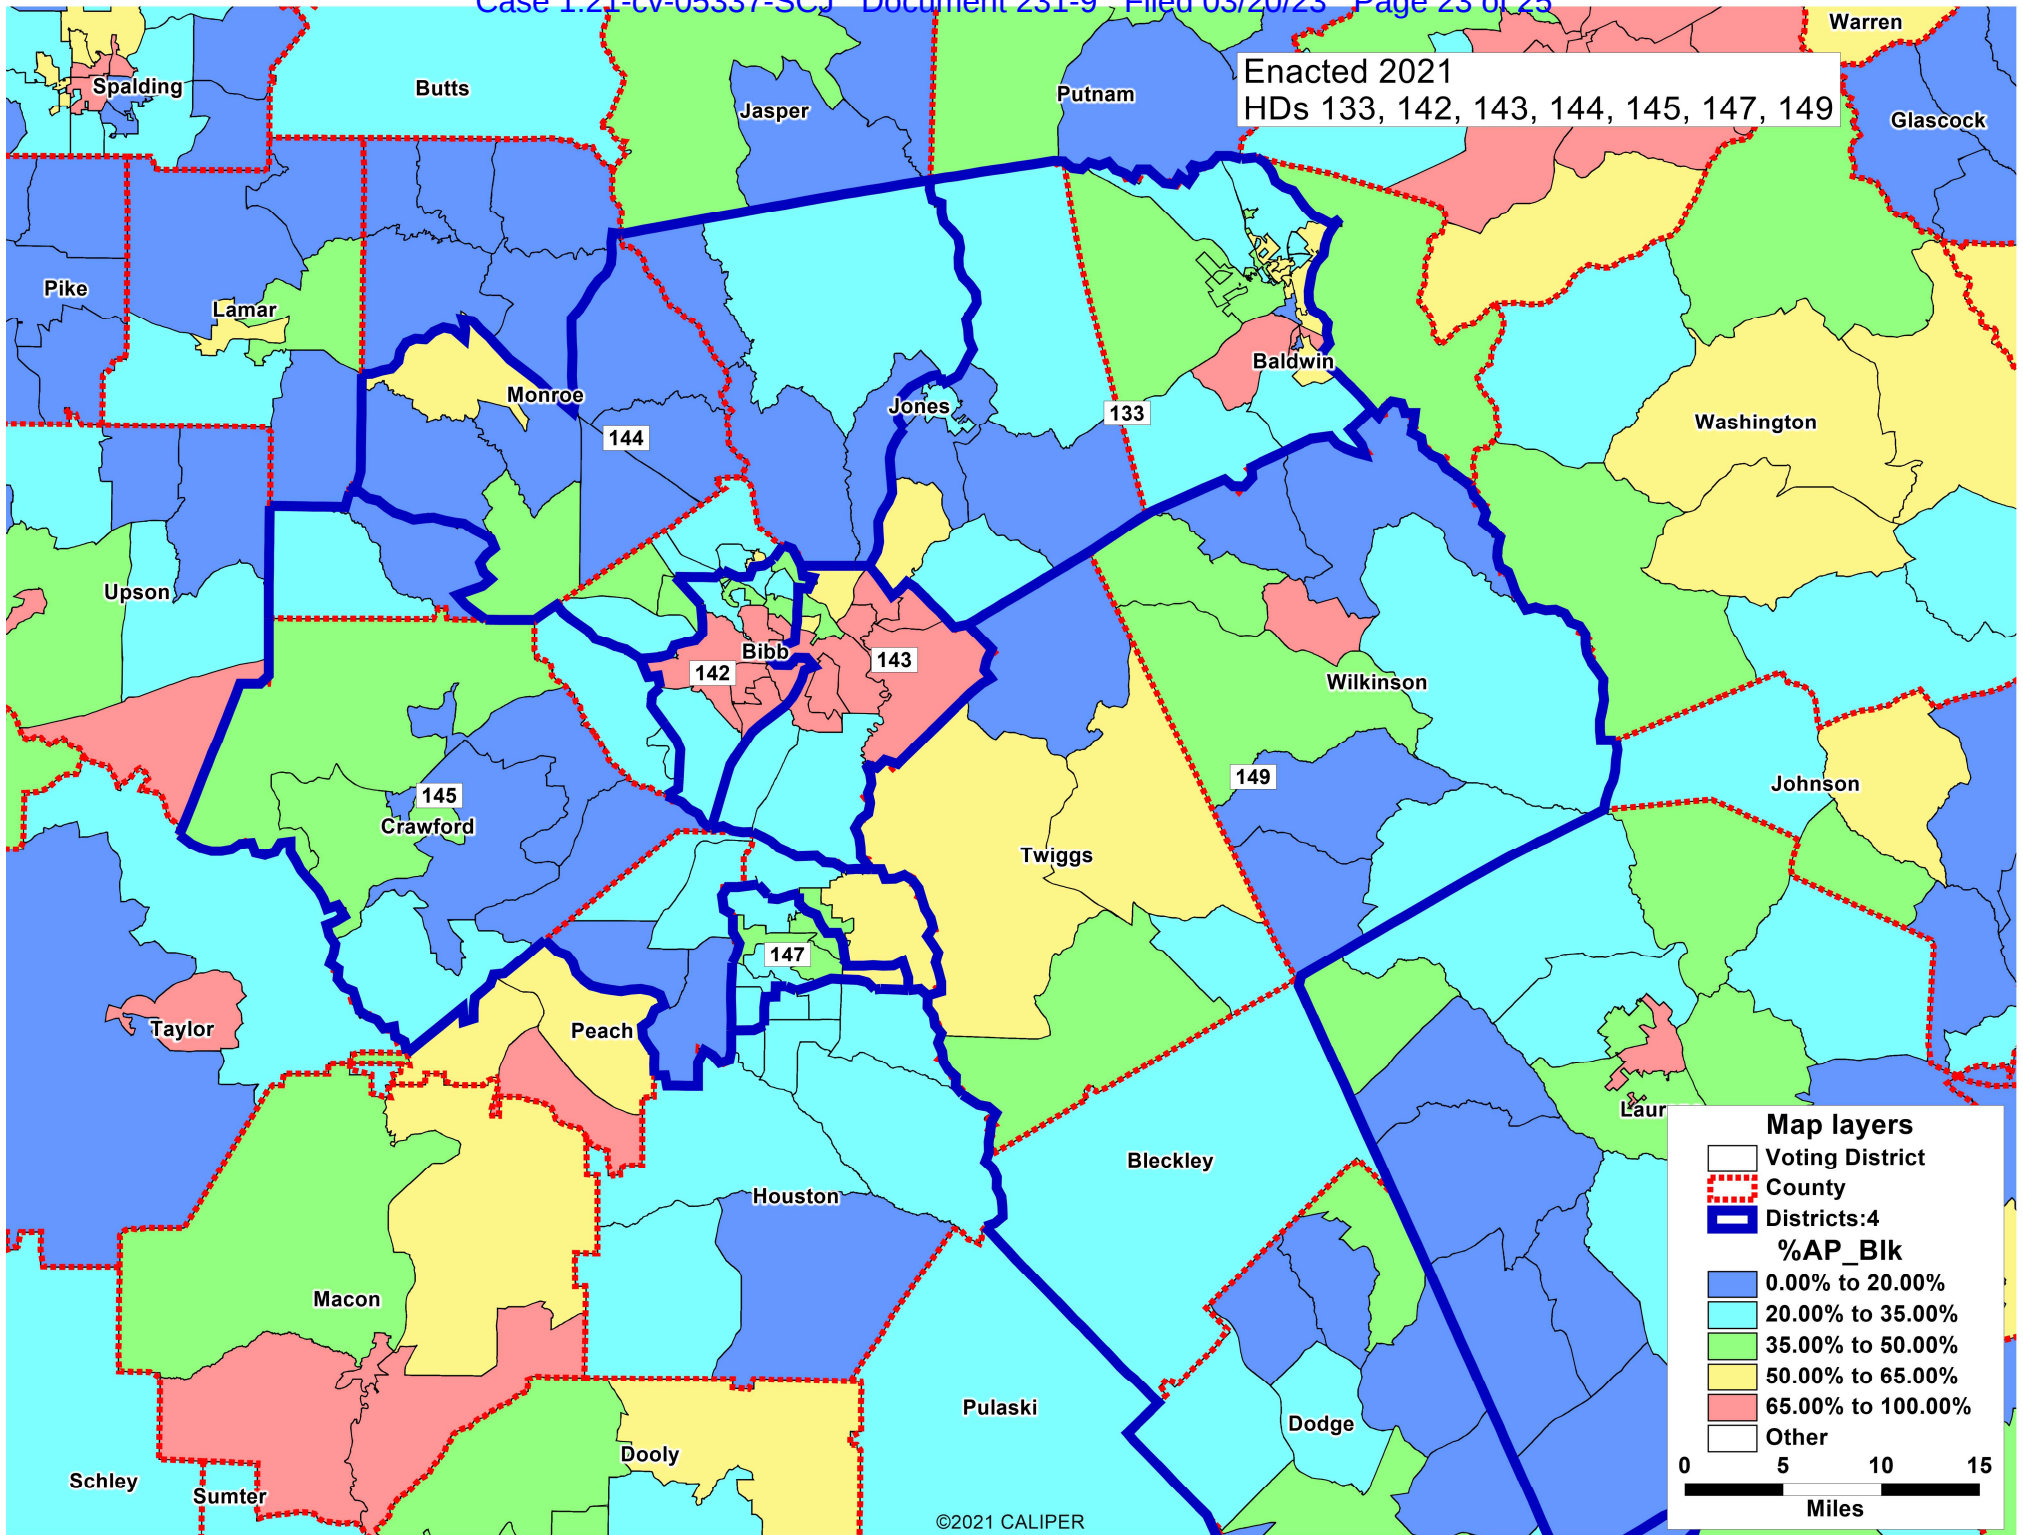 Case 1:21-cv-05337-SCJ Document 231-9 Filed 03/20/23 Page 23 of 25
Warren
Enacted 2021
HDs 133, 142, 143, 144, 145, 147, 149
Spalding
Butts
Jasper
Putnam
Glascock
Pike
Lamar
Monroe
Baldwin
Jones
133
Washington
144
Upson
Bibb
142
143
Wilkinson
145
Crawford
149
Johnson
Twiggs
147
Taylor
Peach
Laur
Bleckley
Houston
Macon
Pulaski
Dodge
Dooly
Schley
Sumter
Map layers
Voting District
County
Districts:4
%AP_Blk
0.00% to 20.00%
20.00% to 35.00%
35.00% to 50.00%
50.00% to 65.00%
65.00% to 100.00%
Other
0 5 10 15
Miles
©2021 CALIPER